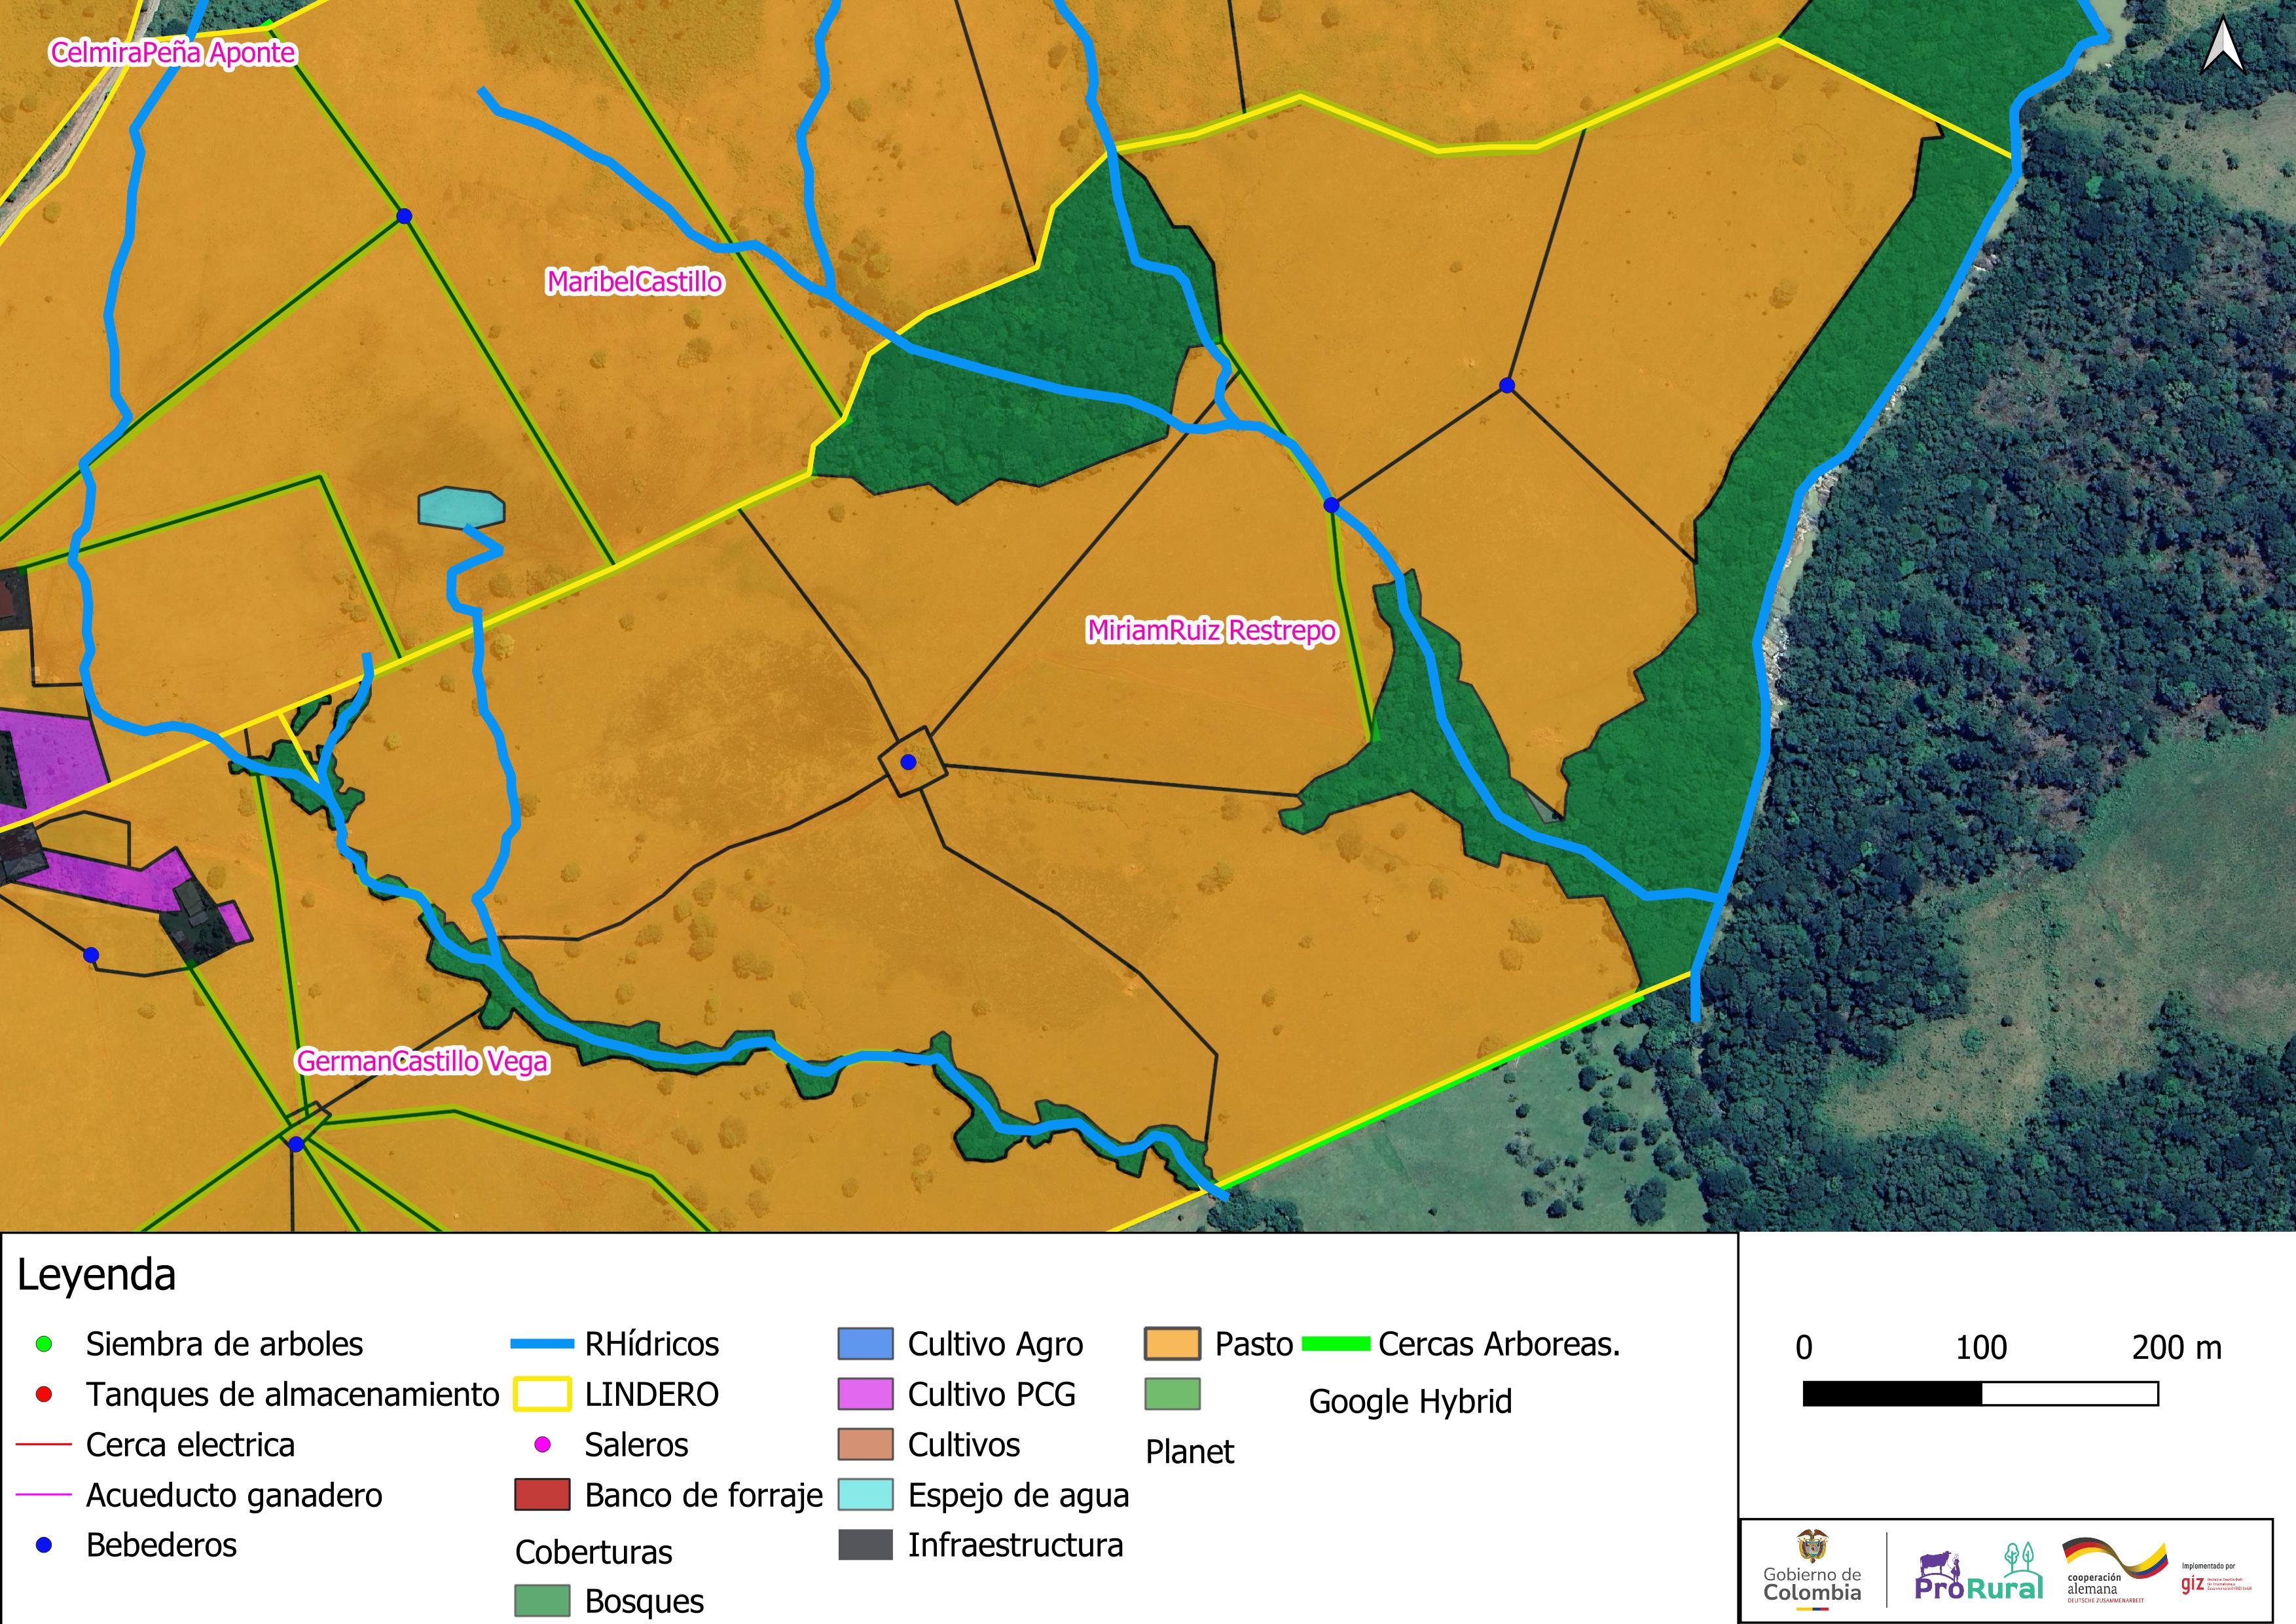 CelmiraPeña Aponte
MaribelCastillo
MiriamRuiz Restrepo
GermanCastillo Vega
Leyenda
Siembra de arboles
Tanques de almacenamiento
Cerca electrica
Acueducto ganadero
Bebederos
RHídricos
LINDERO
Saleros
Banco de forraje
Coberturas
Bosques
Cultivo Agro
Cultivo PCG
Cultivos
Espejo de agua
Infraestructura
Pasto
Planet
Cercas Arboreas.
Google Hybrid
0 100 200 m
Gobierno de
Colombia
ProRural
cooperación
alemana
DEUTSCHE ZUSAMMENARBEIT
Implementado por
giz